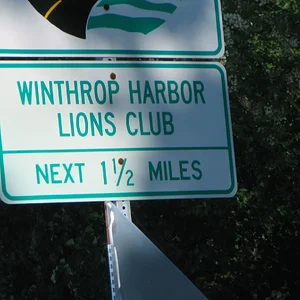 WINTHROP HARBOR
LIONS CLUB
NEXT 1½ MILES